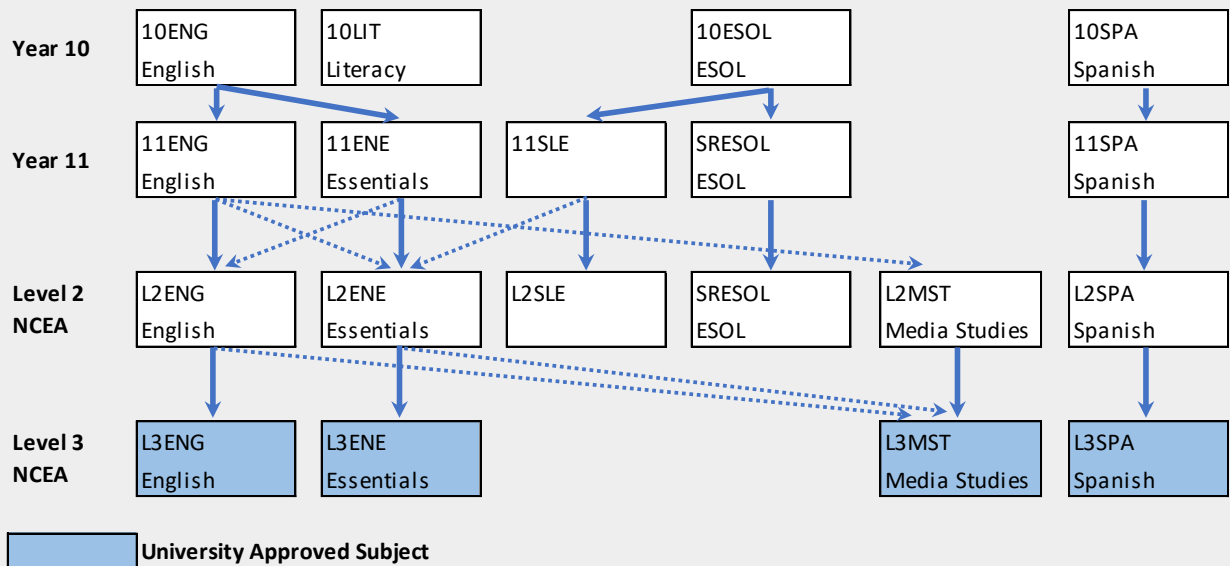 Year 10
10ENG
English
10LIT
Literacy
10ESOL
ESOL
10SPA
Spanish
Year 11
11ENG
English
11ENE
Essentials
11SLE
SRESOL
ESOL
11SPA
Spanish
Level 2
NCEA
L2ENG
English
L2ENE
Essentials
L2SLE
SRESOL
ESOL
L2MST
Media Studies
L2SPA
Spanish
Level 3
NCEA
L3ENG
English
L3ENE
Essentials
L3MST
Media Studies
L3SPA
Spanish
University Approved Subject